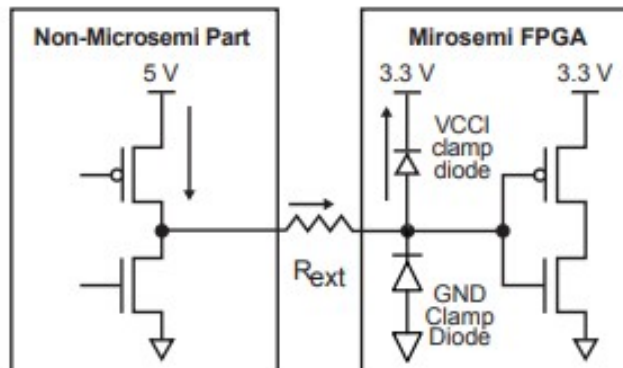 Non-Microsemi Part
5 V
Rext
Mirosemi FPGA
3.3 V
3.3 V
VCCI
clamp
diode
GND
Clamp
Diode